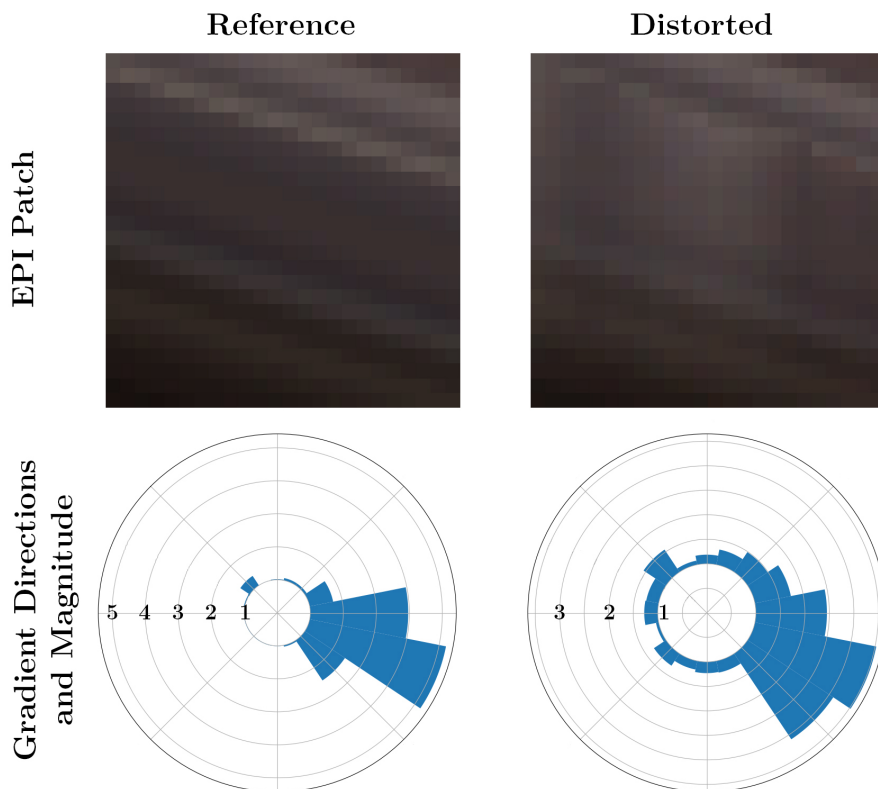 Reference
Distorted
EPI Patch
Gradient Directions
and Magnitude
5 4 3 2 1
3 2 1